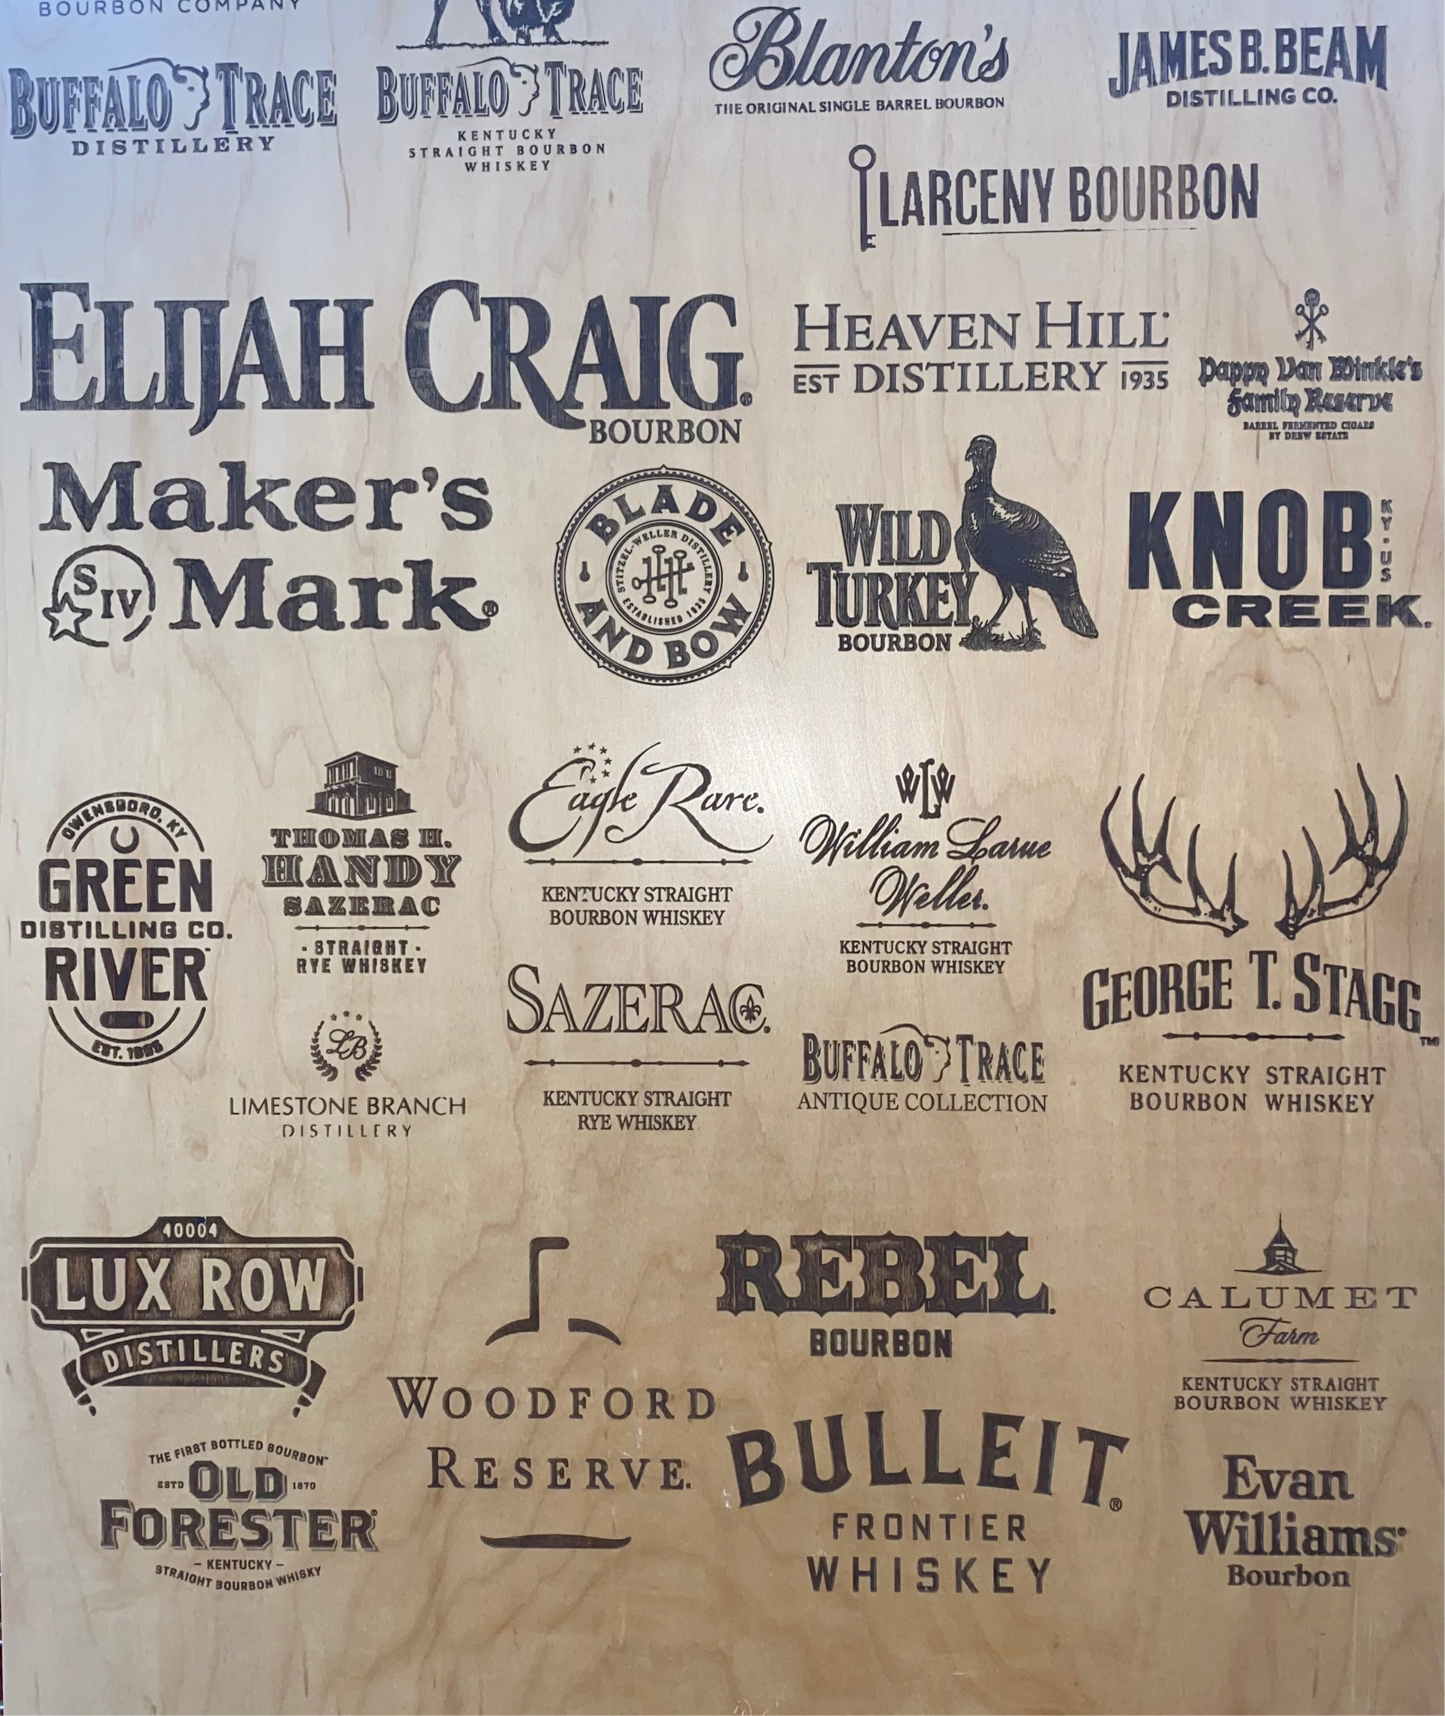 BOURBON COMPANY
BUFFALO TRACE
DISTILLERY
BUFFALO TRACE
KENTUCKY
STRAIGHT BOURBON
WHISKEY
Blanton's
THE ORIGINAL SINGLE BARREL BOURBON
JAMES B. BEAM
DISTILLING CO.
LARCENY BOURBON
ELIJAH CRAIG®
BOURBON
HEAVEN HILL
EST DISTILLERY 1935
Pappy Van Winkle's
Family Reserve
BARREL FERMENTED CIGARS
BY DREW ESTATE
Maker's
SIV Mark®
BLADE
AND BOW
STITZEL-WELLER DISTILLERY
ESTABLISHED 1935
WILD
TURKEY
BOURBON
KNOB
KY·US
CREEK.
OWENSBORO, KY
GREEN
DISTILLING CO.
RIVER™
EST. 1885
THOMAS H.
HANDY
SAZERAC
- STRAIGHT -
RYE WHISKEY
LB
LIMESTONE BRANCH
DISTILLERY
Eagle Rare.
KENTUCKY STRAIGHT
BOURBON WHISKEY
SAZERAC.
KENTUCKY STRAIGHT
RYE WHISKEY
WLW
William Larue
Weller.
KENTUCKY STRAIGHT
BOURBON WHISKEY
BUFFALO TRACE
ANTIQUE COLLECTION
GEORGE T. STAGG™
KENTUCKY STRAIGHT
BOURBON WHISKEY
40004
LUX ROW
DISTILLERS
WOODFORD
RESERVE.
REBEL.
BOURBON
CALUMET
Farm
KENTUCKY STRAIGHT
BOURBON WHISKEY
THE FIRST BOTTLED BOURBON™
ESTD OLD 1870
FORESTER®
– KENTUCKY –
STRAIGHT BOURBON WHISKY
BULLEIT®
FRONTIER
WHISKEY
Evan
Williams®
Bourbon